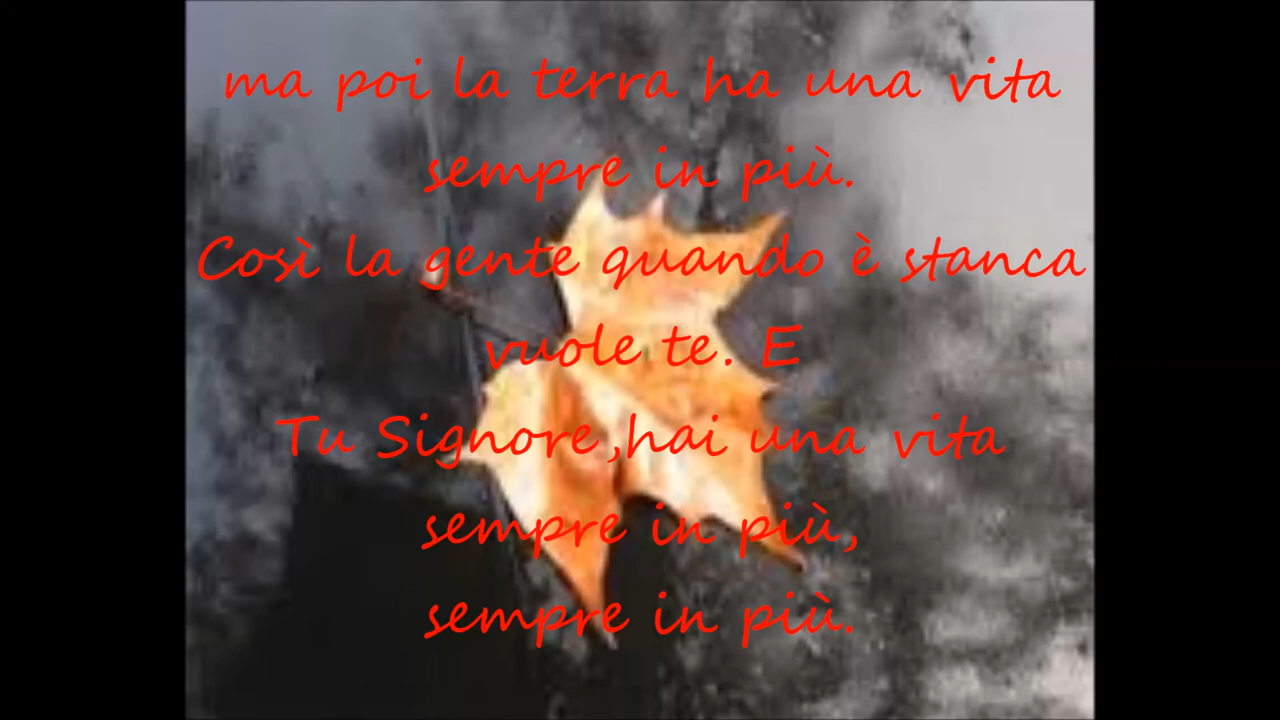 ma poi la terra ha una vita
sempre in più.
Così la gente quando è stanca
vuole te. E
Tu Signore,hai una vita
sempre in più,
sempre in più.